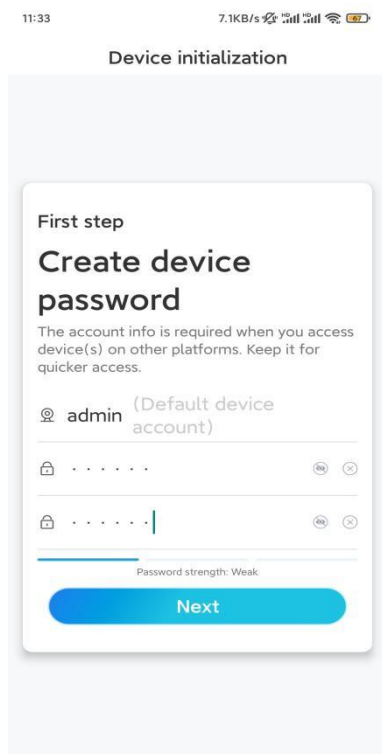 11:33
7.1KB/s
67
Device initialization
First step
Create device
password
The account info is required when you access
device(s) on other platforms. Keep it for
quicker access.
admin (Default device
account)
······
······
Password strength: Weak
Next